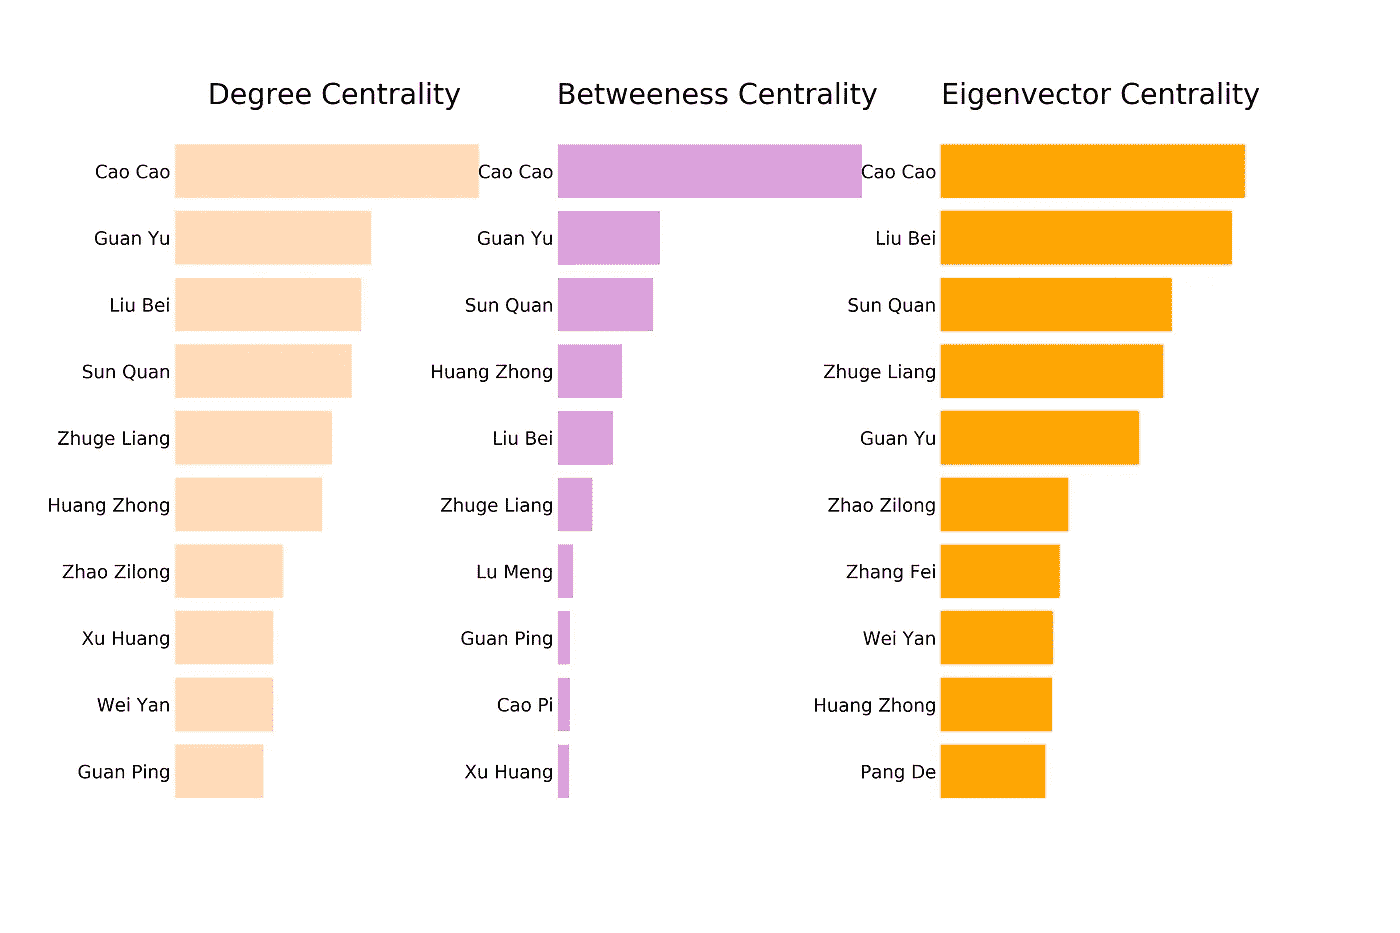 Degree Centrality
Cao Cao
Guan Yu
Liu Bei
Sun Quan
Zhuge Liang
Huang Zhong
Zhao Zilong
Xu Huang
Wei Yan
Guan Ping
Betweeness Centrality
Cao Cao
Guan Yu
Sun Quan
Huang Zhong
Liu Bei
Zhuge Liang
Lu Meng
Guan Ping
Cao Pi
Xu Huang
Eigenvector Centrality
Cao Cao
Liu Bei
Sun Quan
Zhuge Liang
Guan Yu
Zhao Zilong
Zhang Fei
Wei Yan
Huang Zhong
Pang De